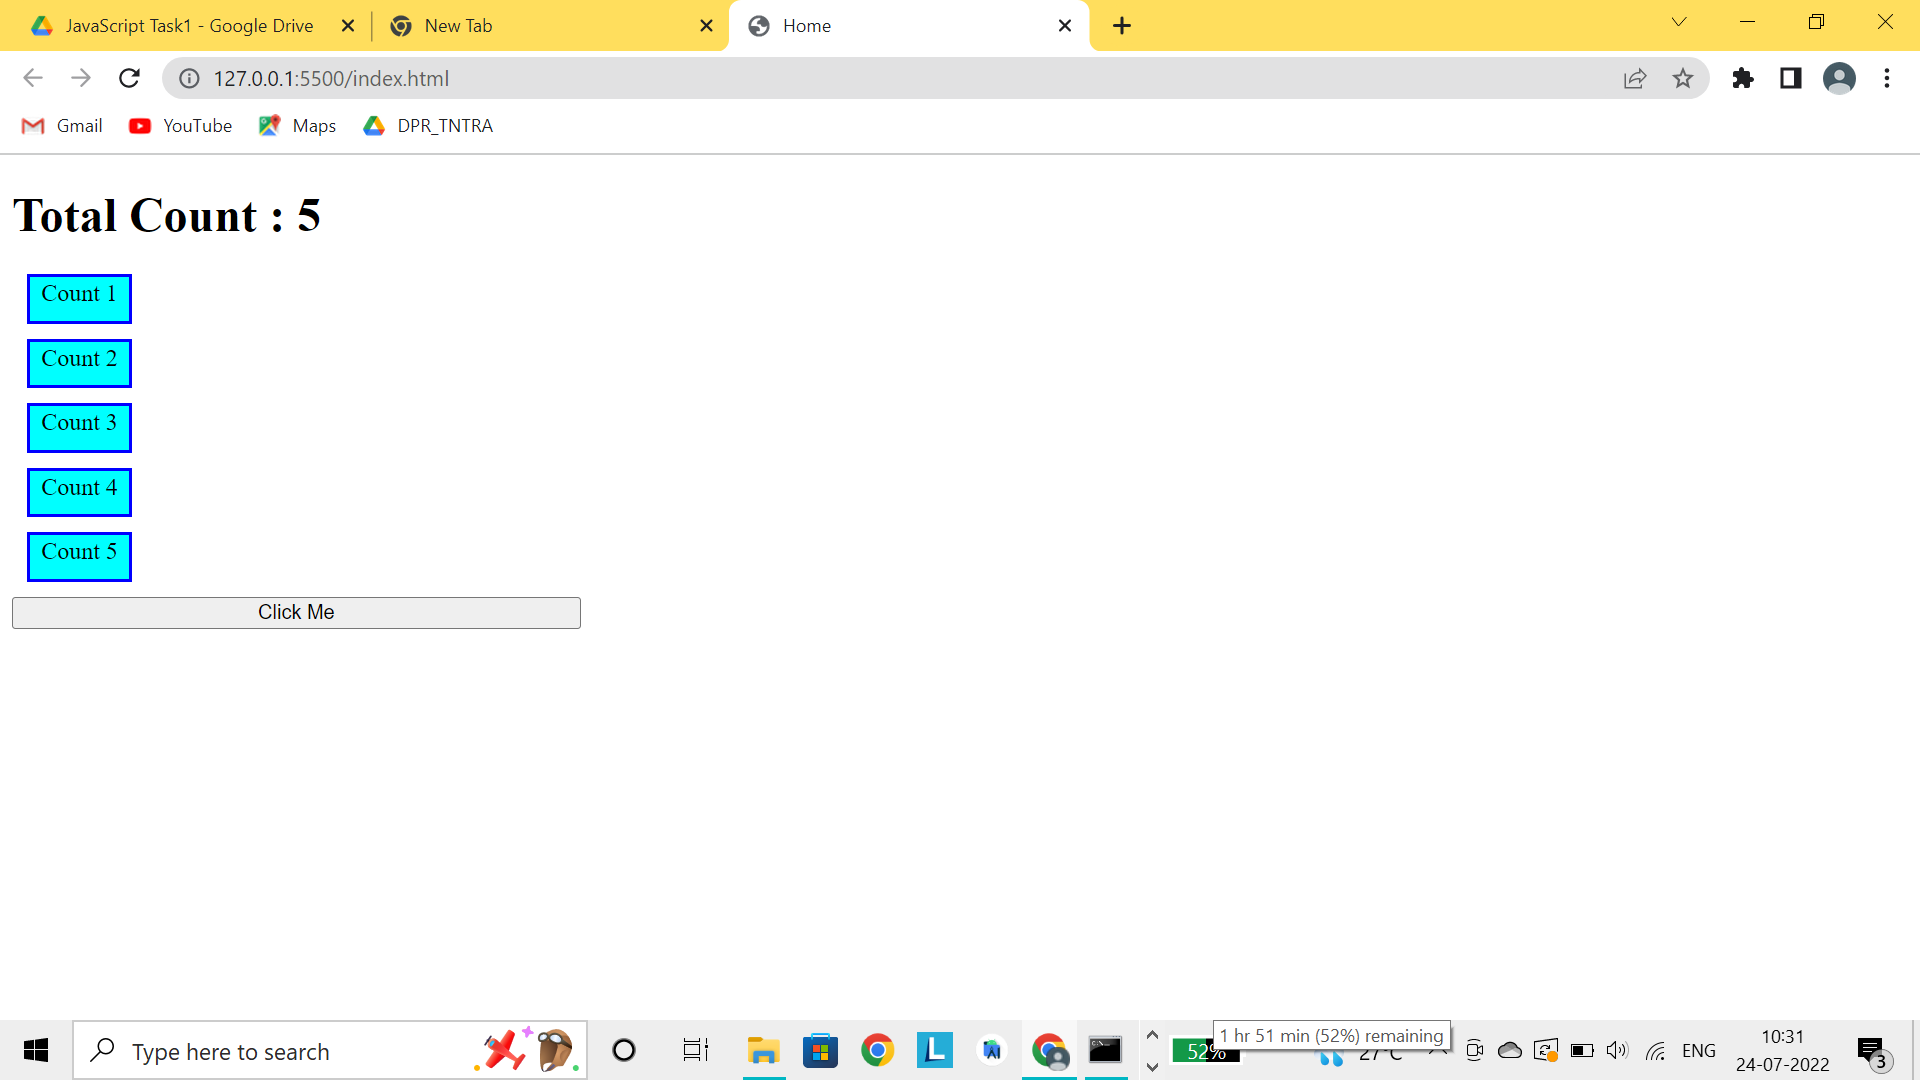 JavaScript Task1 - Google Drive
New Tab
Home
127.0.0.1:5500/index.html
Gmail
YouTube
Maps
DPR_TNTRA
Total Count : 5
Count 1
Count 2
Count 3
Count 4
Count 5
Click Me
Type here to search
L
52%
1 hr 51 min (52%) remaining
27°C
ENG
10:31
24-07-2022
3